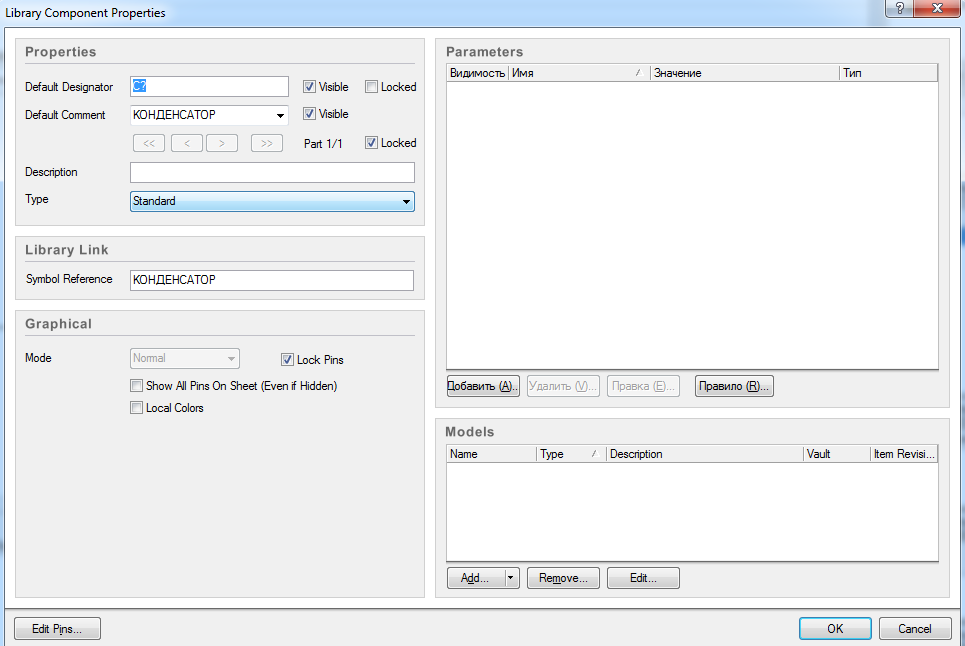 Library Component Properties
?
Properties
Default Designator C? Visible Locked
Default Comment КОНДЕНСАТОР Visible
<< < > >> Part 1/1 Locked
Description
Type Standard
Library Link
Symbol Reference КОНДЕНСАТОР
Graphical
Mode Normal Lock Pins
Show All Pins On Sheet (Even if Hidden)
Local Colors
Parameters
Видимость Имя Значение Тип
Добавить (A)... Удалить (V)... Правка (E)... Правило (R)...
Models
Name Type Description Vault Item Revisi...
Add... Remove... Edit...
Edit Pins... OK Cancel